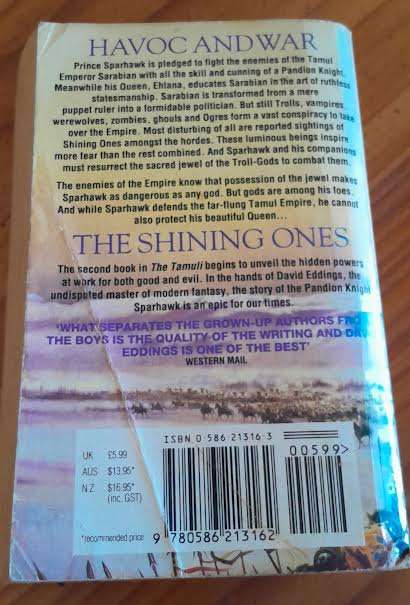 HAVOC AND WAR
Prince Sparhawk is pledged to fight the enemies of the Tamul
Emperor Sarabian with all the skill and cunning of a Pandion Knight.
Meanwhile his Queen, Ehlana, educates Sarabian in the art of ruthless
statesmanship. Sarabian is transformed from a mere
puppet ruler into a formidable politician. But still Trolls, vampires,
werewolves, zombies, ghouls and Ogres form a vast conspiracy to take
over the Empire. Most disturbing of all are reported sightings of
Shining Ones amongst the hordes. These luminous beings inspire
more fear than the rest combined. And Sparhawk and his companions
must resurrect the sacred jewel of the Troll-Gods to combat them.
The enemies of the Empire know that possession of the jewel makes
Sparhawk as dangerous as any god. But gods are among his foes.
And while Sparhawk defends the far-flung Tamul Empire, he cannot
also protect his beautiful Queen...
THE SHINING ONES
The second book in The Tamuli begins to unveil the hidden powers
at work for both good and evil. In the hands of David Eddings, the
undisputed master of modern fantasy, the story of the Pandion Knight
Sparhawk is an epic for our times.
'WHAT SEPARATES THE GROWN-UP AUTHORS FRO
THE BOYS IS THE QUALITY OF THE WRITING AND DA
EDDINGS IS ONE OF THE BEST'
WESTERN MAIL
ISBN 0 586 21316 3
00599>
UK £5.99
AUS $13.95*
NZ $16.95*
(inc. GST)
*recommended price
9 780586 213162